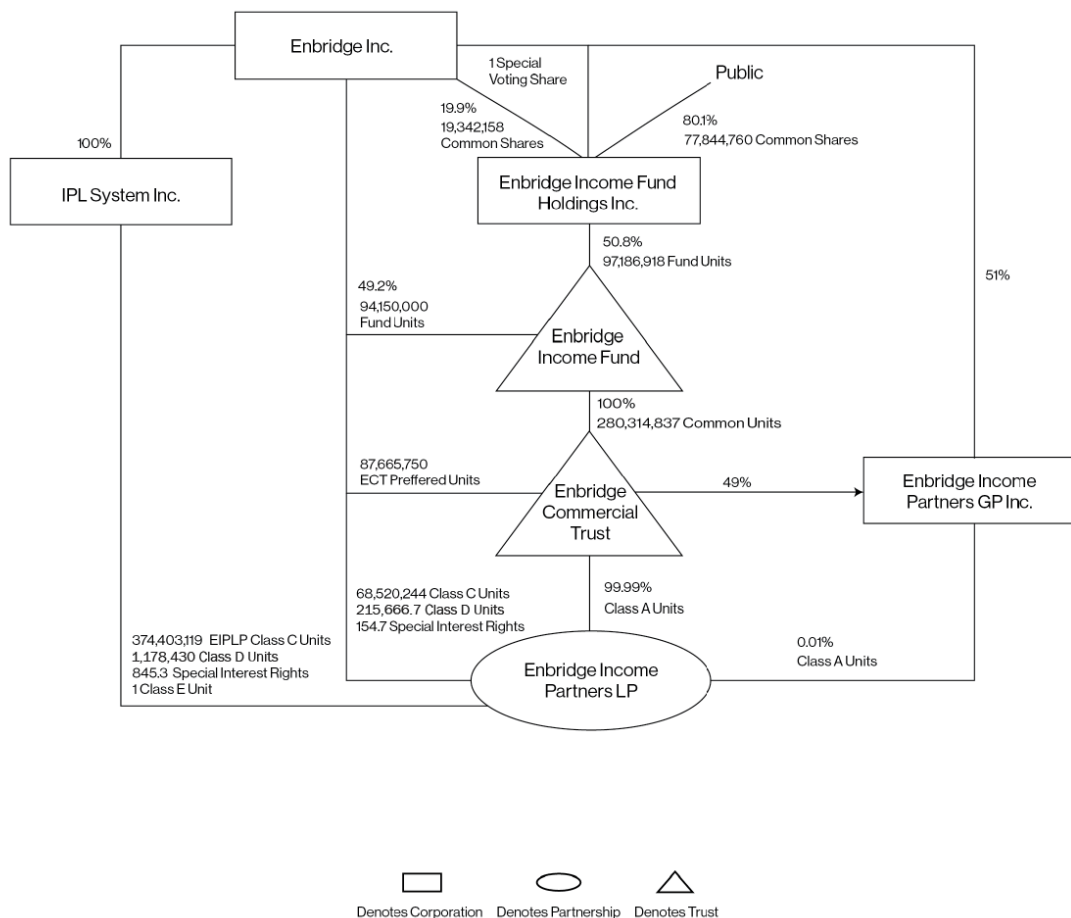 Enbridge Inc.
1 Special
Voting Share
Public
19.9%
19,342,158
Common Shares
80.1%
77,844,760 Common Shares
100%
IPL System Inc.
Enbridge Income Fund
Holdings Inc.
50.8%
97,186,918 Fund Units
51%
49.2%
94,150,000
Fund Units
Enbridge
Income Fund
100%
280,314,837 Common Units
87,665,750
ECT Preffered Units
Enbridge
Commercial
Trust
49%
Enbridge Income
Partners GP Inc.
68,520,244 Class C Units
215,666.7 Class D Units
154.7 Special Interest Rights
99.99%
Class A Units
374,403,119 EIPLP Class C Units
1,178,430 Class D Units
845.3 Special Interest Rights
1 Class E Unit
Enbridge Income
Partners LP
0.01%
Class A Units
Denotes Corporation
Denotes Partnership
Denotes Trust